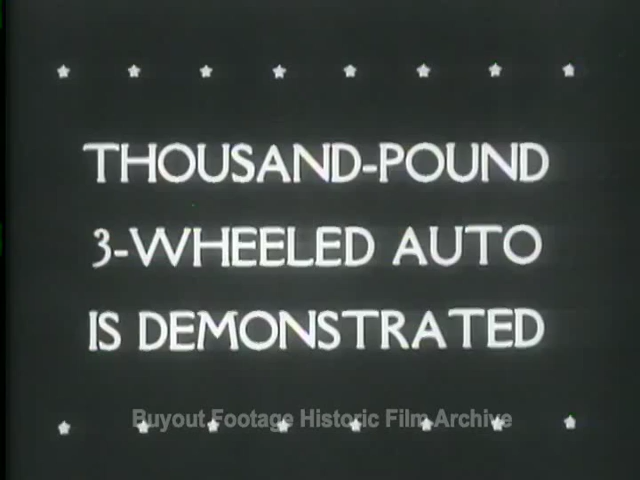 THOUSAND-POUND
3-WHEELED AUTO
IS DEMONSTRATED
Buyout Footage Historic Film Archive